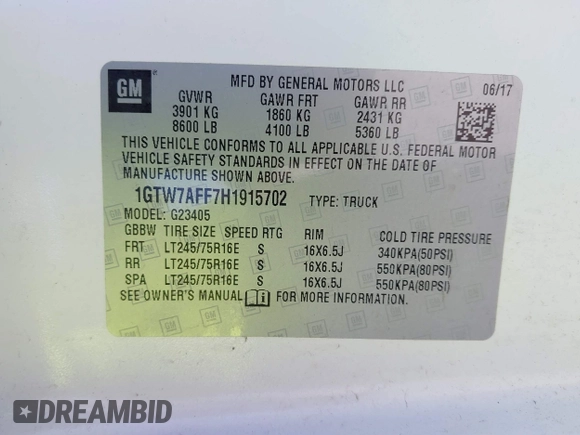 GM
MFD BY GENERAL MOTORS LLC 06/17
GVWR GAWR FRT GAWR RR
3901 KG 1860 KG 2431 KG
8600 LB 4100 LB 5360 LB
THIS VEHICLE CONFORMS TO ALL APPLICABLE U.S. FEDERAL MOTOR
VEHICLE SAFETY STANDARDS IN EFFECT ON THE DATE OF
MANUFACTURE SHOWN ABOVE.
1GTW7AFF7H1915702 TYPE: TRUCK
MODEL: G23405
GBBW TIRE SIZE SPEED RTG RIM COLD TIRE PRESSURE
FRT LT245/75R16E S 16X6.5J 340KPA(50PSI)
RR LT245/75R16E S 16X6.5J 550KPA(80PSI)
SPA LT245/75R16E S 16X6.5J 550KPA(80PSI)
SEE OWNER'S MANUAL FOR MORE INFORMATION.
DREAMBID